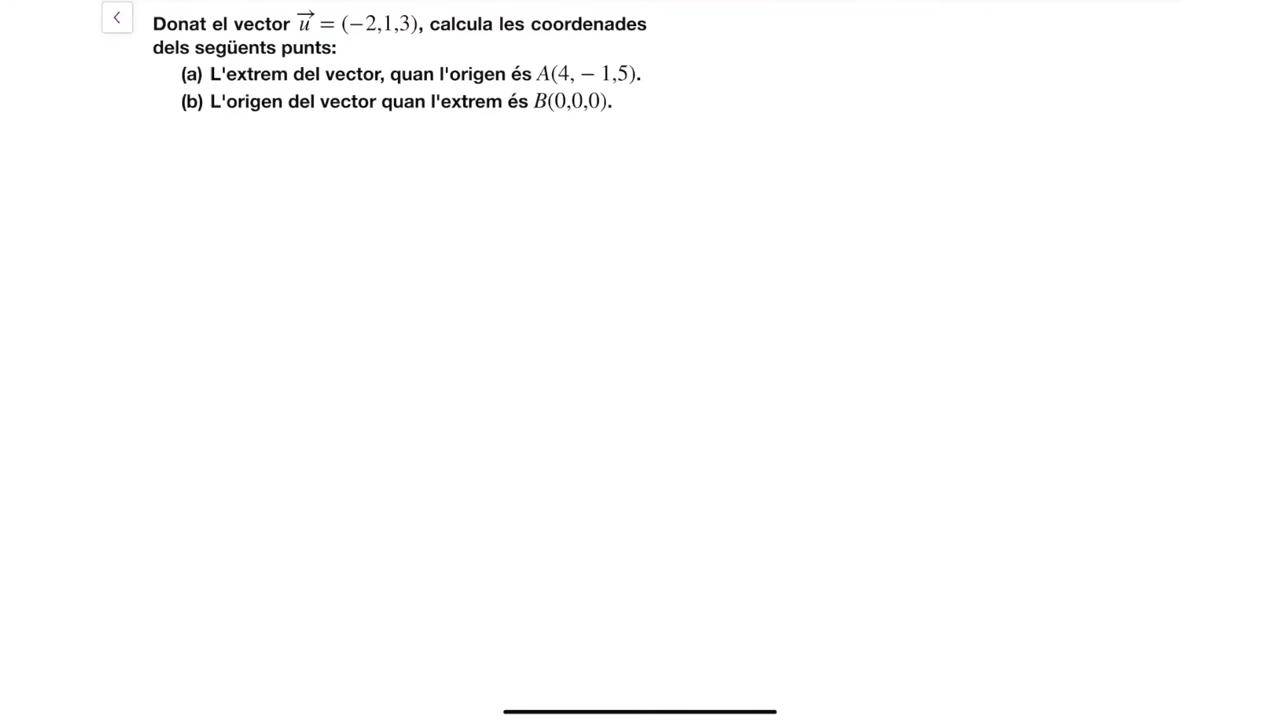 Donat el vector $\overrightarrow{u} = (-2,1,3)$, calcula les coordenades
dels següents punts:
(a) L'extrem del vector, quan l'origen és $A(4, -1,5)$.
(b) L'origen del vector quan l'extrem és $B(0,0,0)$.